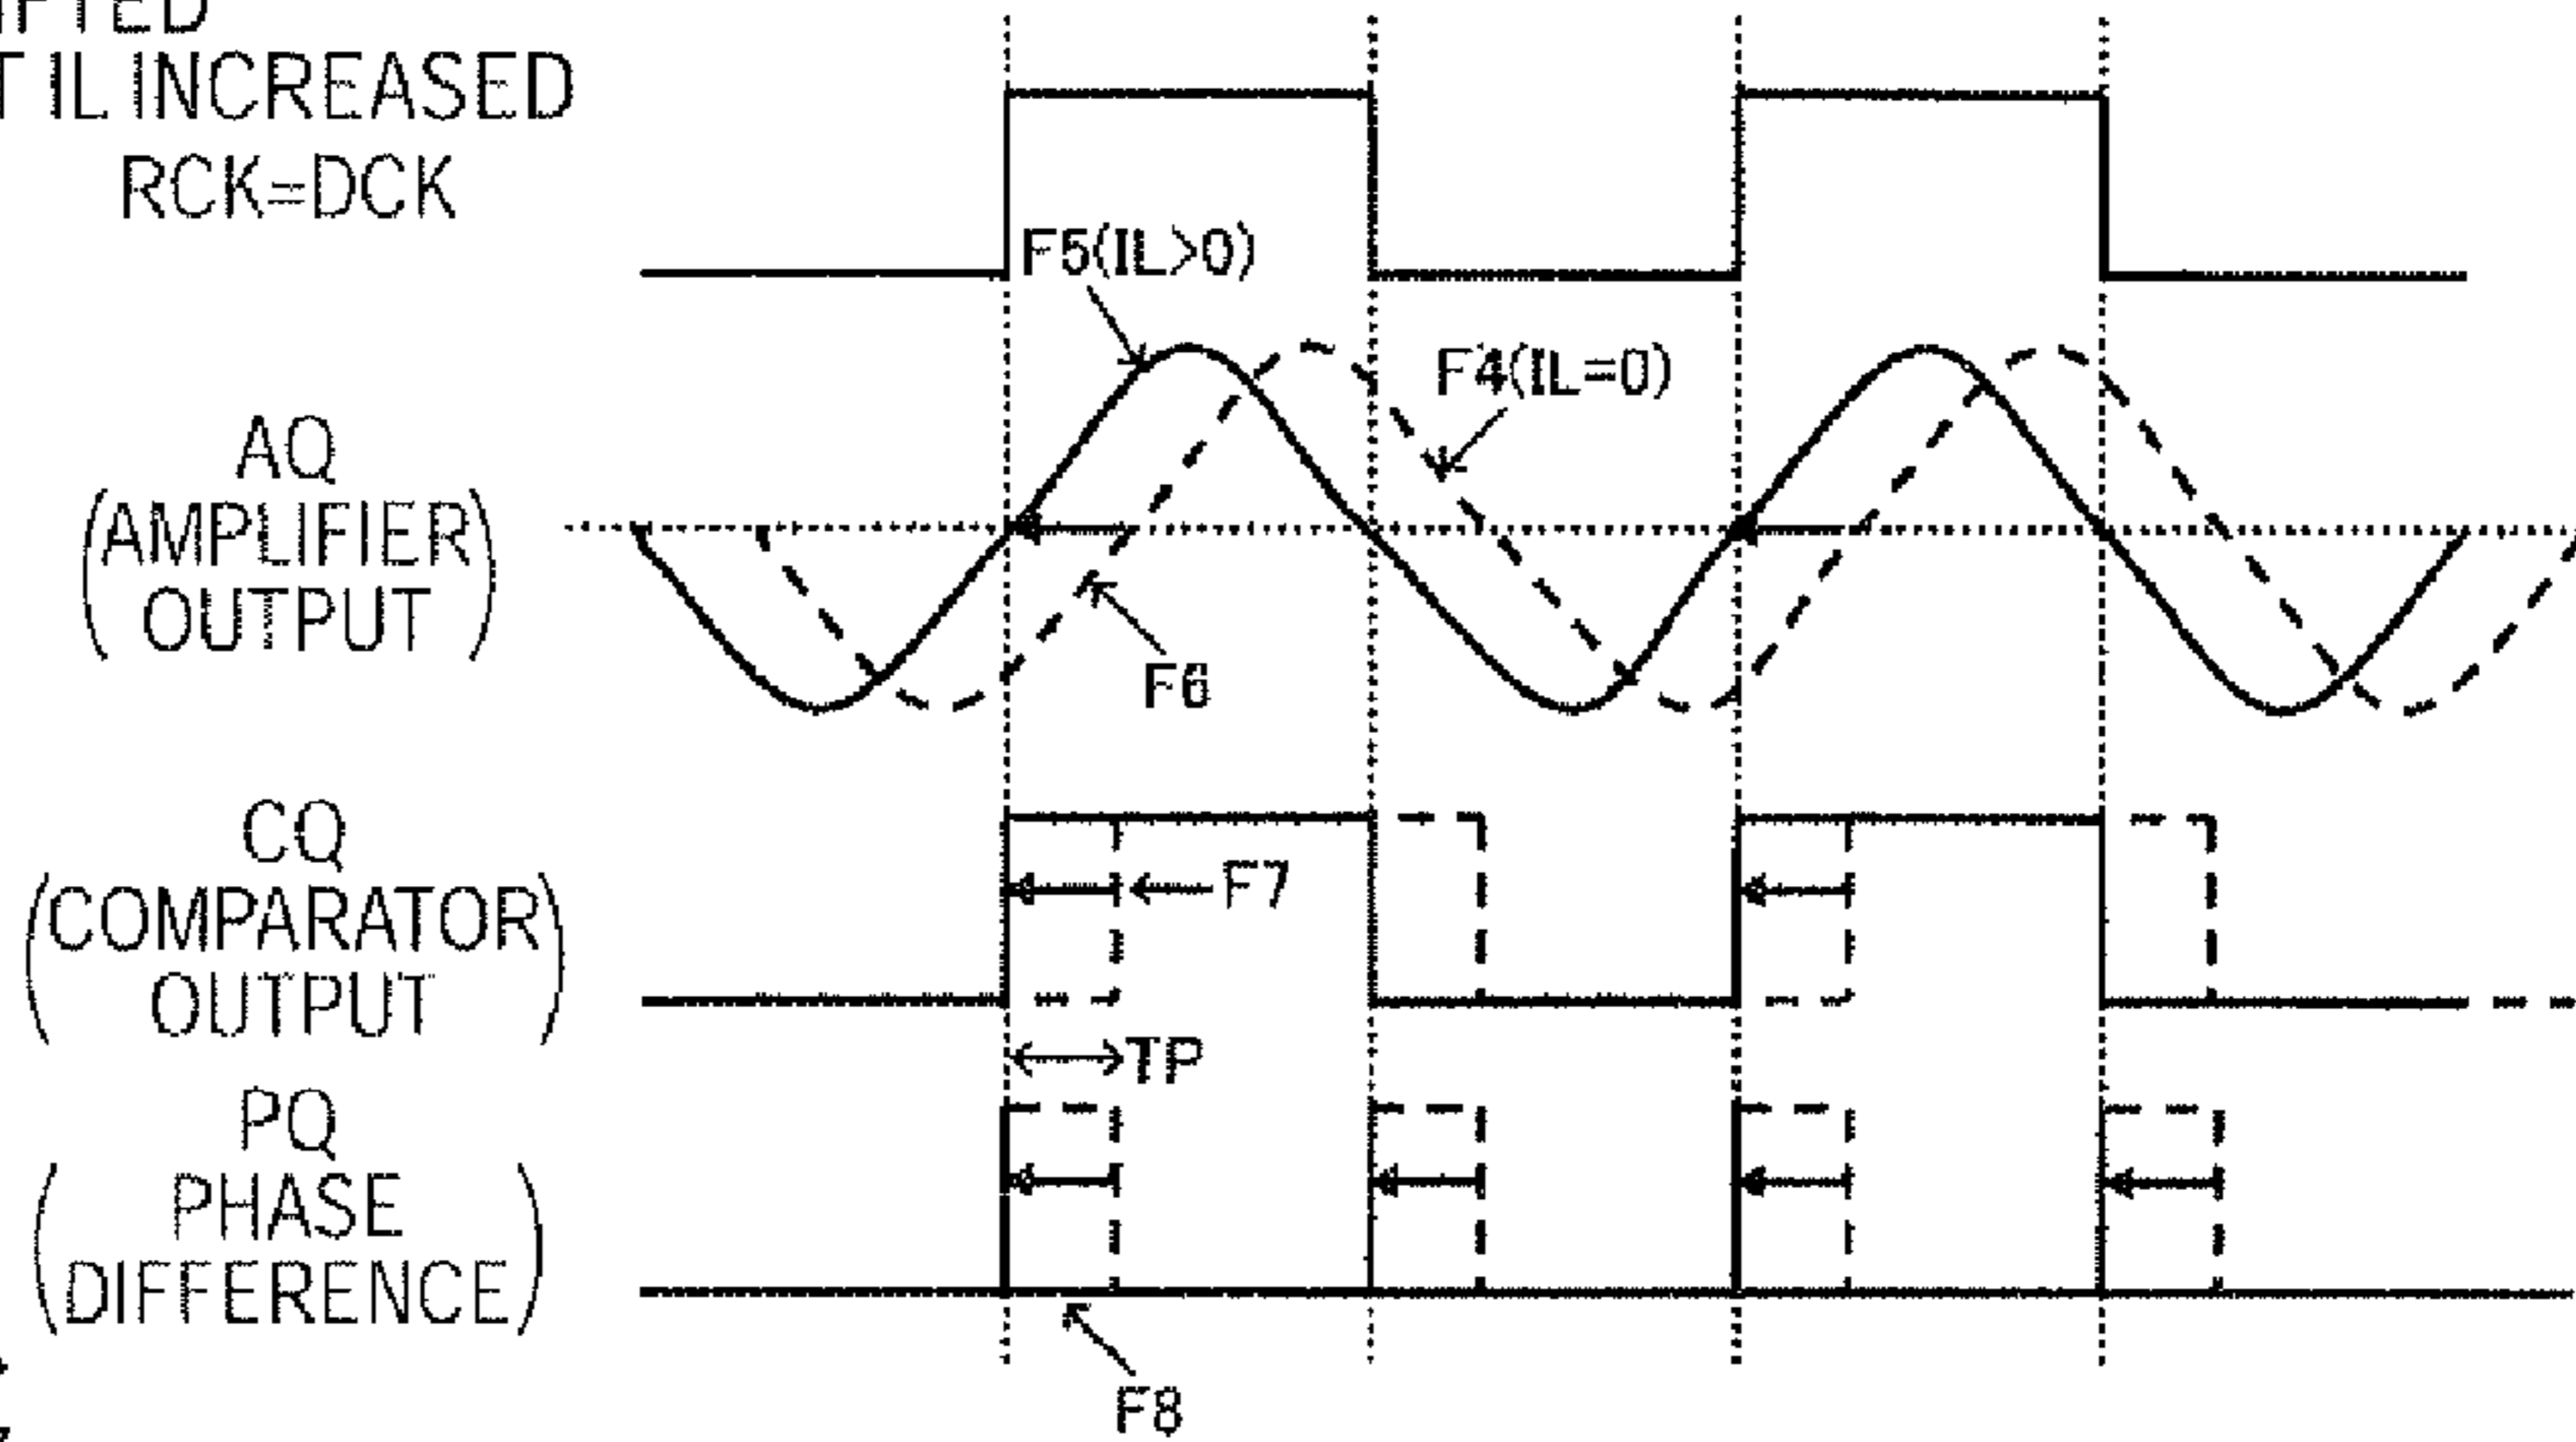 IL INCREASED
RCK=DCK
F5(IL>0)
F4(IL=0)
AQ
(AMPLIFIER
OUTPUT)
F6
CQ
(COMPARATOR
OUTPUT)
F7
TP
PQ
(PHASE
DIFFERENCE)
F8